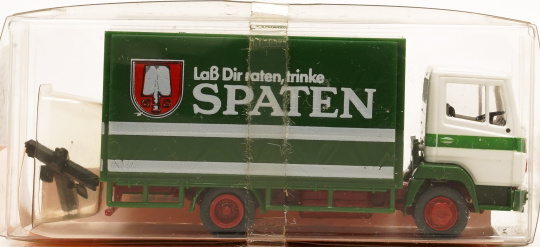 Laß Dir raten, trinke
SPATEN